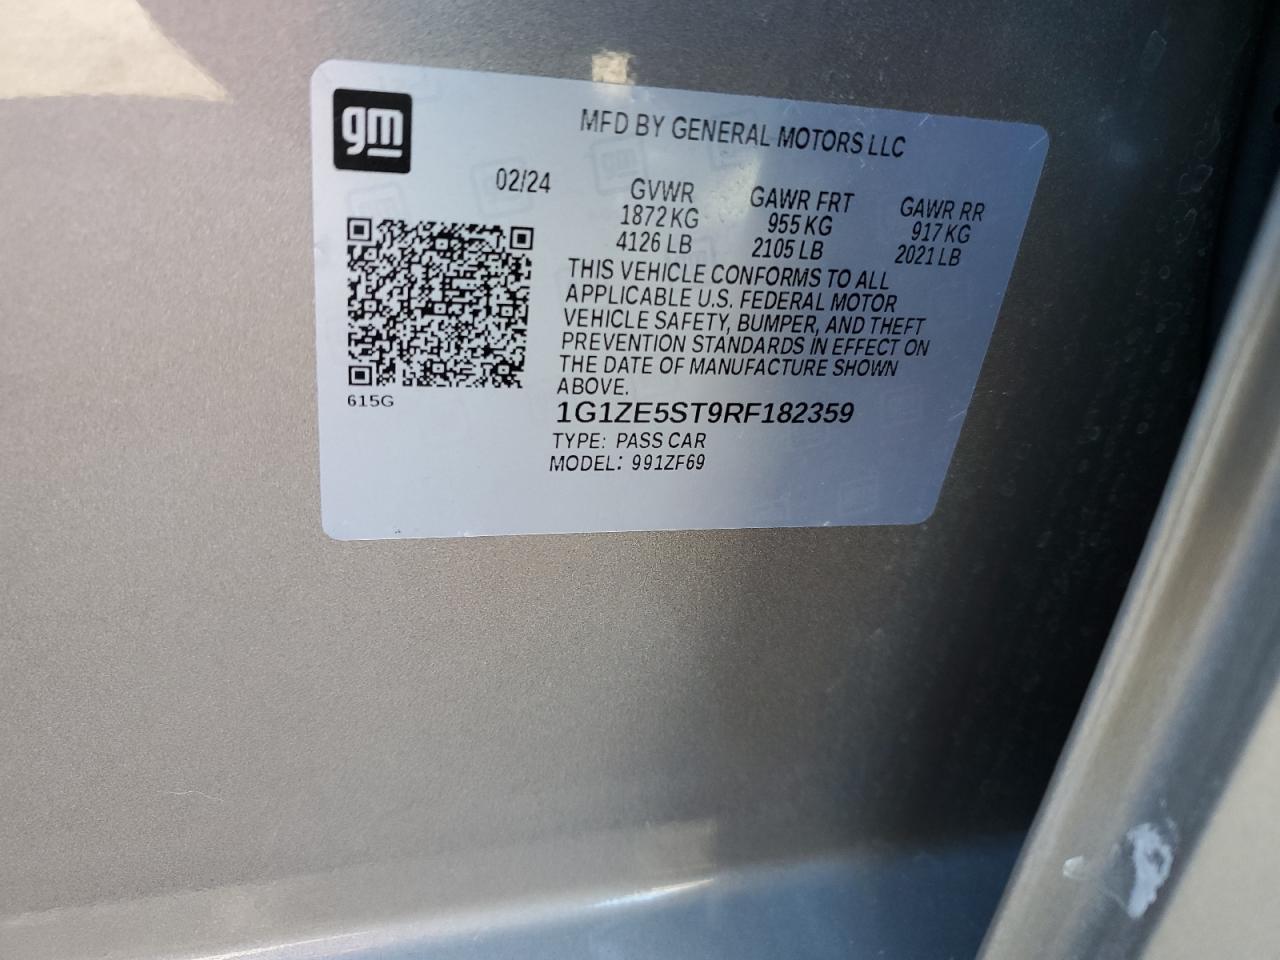 gm
MFD BY GENERAL MOTORS LLC
02/24
GVWR GAWR FRT GAWR RR
1872 KG 955 KG 917 KG
4126 LB 2105 LB 2021 LB
THIS VEHICLE CONFORMS TO ALL
APPLICABLE U.S. FEDERAL MOTOR
VEHICLE SAFETY, BUMPER, AND THEFT
PREVENTION STANDARDS IN EFFECT ON
THE DATE OF MANUFACTURE SHOWN
ABOVE.
615G
1G1ZE5ST9RF182359
TYPE: PASS CAR
MODEL: 991ZF69